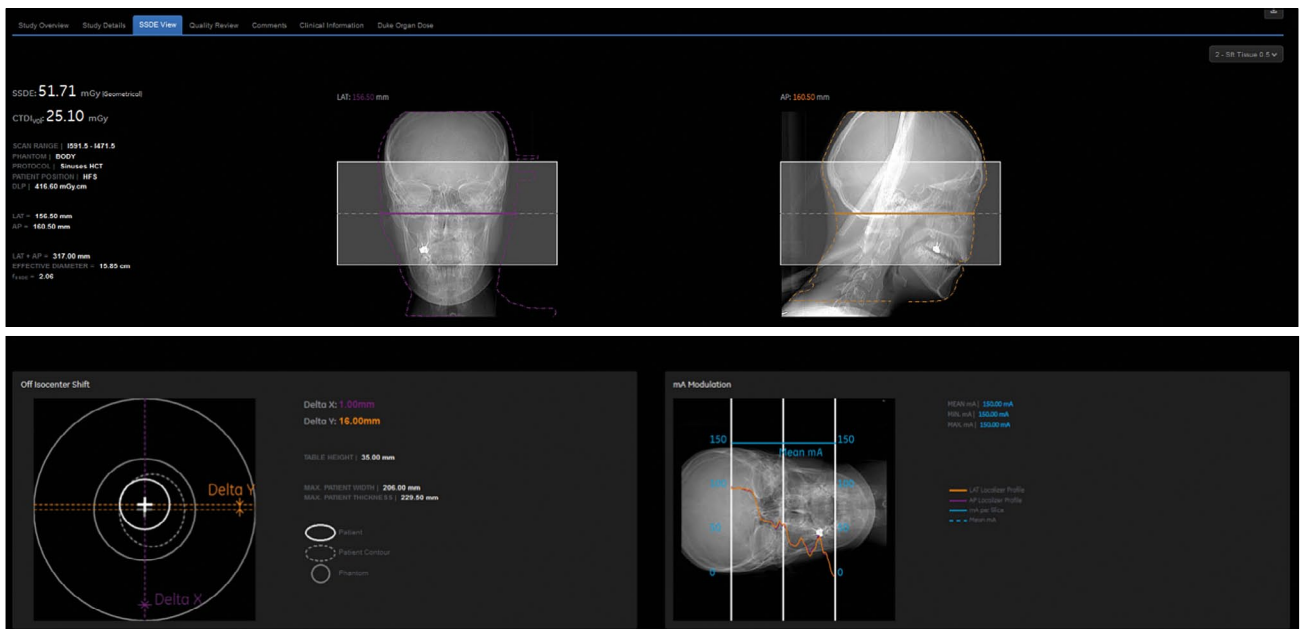 Study Overview Study Details SSDE View Quality Review Comments Clinical Information Duke Organ Dose
2 - Sft Tissue 0.5
SSDE: 51.71 mGy (Geometrical)
CTDIvol: 25.10 mGy
SCAN RANGE | I591.5 - I471.5
PHANTOM | BODY
PROTOCOL | Sinuses HCT
PATIENT POSITION | HFS
DLP | 416.60 mGy.cm
LAT = 156.50 mm
AP = 160.50 mm
LAT + AP = 317.00 mm
EFFECTIVE DIAMETER = 15.85 cm
= 2.06
LAT: 156.50 mm
AP: 160.50 mm
Off Isocenter Shift
Delta Y
Delta X
Delta X: 1.00mm
Delta Y: 16.00mm
TABLE HEIGHT | 35.00 mm
MAX. PATIENT WIDTH | 206.00 mm
MAX. PATIENT THICKNESS | 229.50 mm
Patient
Patient Contour
Phantom
mA Modulation
150 150
Mean mA
100 100
50 50
0 0
MEAN mA | 150.00 mA
MIN. mA | 150.00 mA
MAX. mA | 150.00 mA
LAT Localizer Profile
AP Localizer Profile
mA per Slice
Mean mA